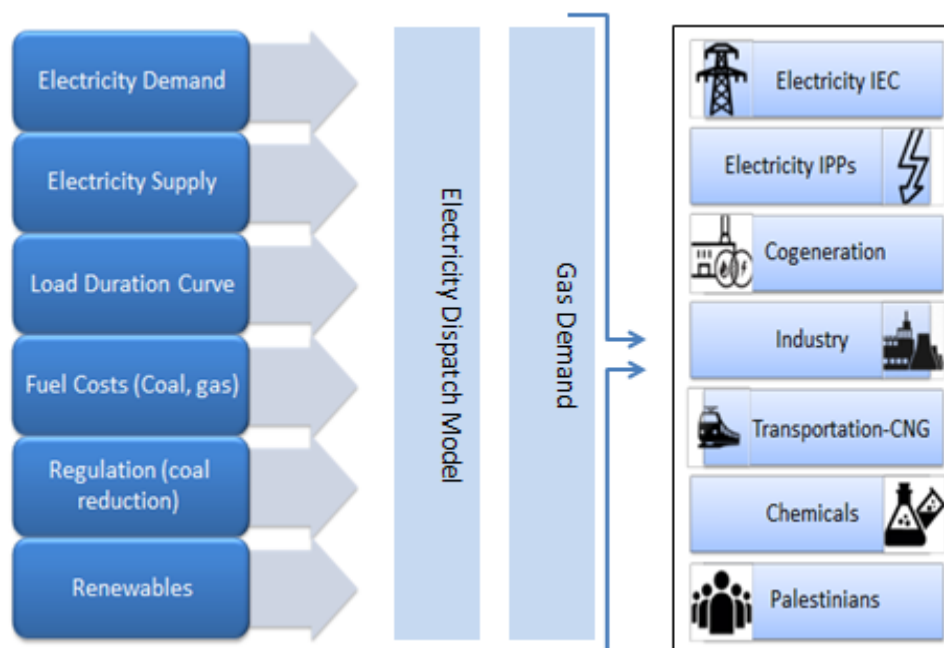 Electricity Demand
Electricity Supply
Load Duration Curve
Fuel Costs (Coal, gas)
Regulation (coal
reduction)
Renewables
Electricity Dispatch Model
Gas Demand
Electricity IEC
Electricity IPPs
Cogeneration
Industry
Transportation-CNG
Chemicals
Palestinians